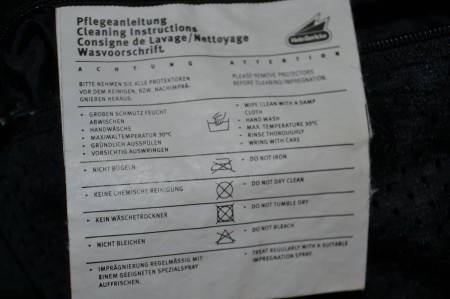 Pflegeanleitung
Cleaning Instructions
Consigne de Lavage/Nettoyage
Wasvoorschrift.
Hein Gericke
ACHTUNG ATTENTION
BITTE NEHMEN SIE ALLE PROTEKTOREN
VOR DEM REINIGEN, BZW. NACHIMPRÄ-
GNIEREN HERAUS.
PLEASE REMOVE PROTECTORS
BEFORE CLEANING/IMPREGNATION.
• GROBEN SCHMUTZ FEUCHT
ABWISCHEN
• HANDWÄSCHE
• MAXIMALTEMPERATUR 30°C
• GRÜNDLICH AUSSPÜLEN
• VORSICHTIG AUSWRINGEN
• WIPE CLEAN WITH A DAMP
CLOTH
• HAND WASH
• MAX. TEMPERATURE 30°C
• RINSE THOROUGHLY
• WRING WITH CARE
• NICHT BÜGELN
• DO NOT IRON
• KEINE CHEMISCHE REINIGUNG
• DO NOT DRY CLEAN
• KEIN WÄSCHETROCKNER
• DO NOT TUMBLE DRY
• NICHT BLEICHEN
• DO NOT BLEACH
• IMPRÄGNIERUNG REGELMÄSSIG MIT
EINEM GEEIGNETEN SPEZIALSPRAY
AUFFRISCHEN.
• TREAT REGULARLY WITH A SUITABLE
IMPREGNATION SPRAY.